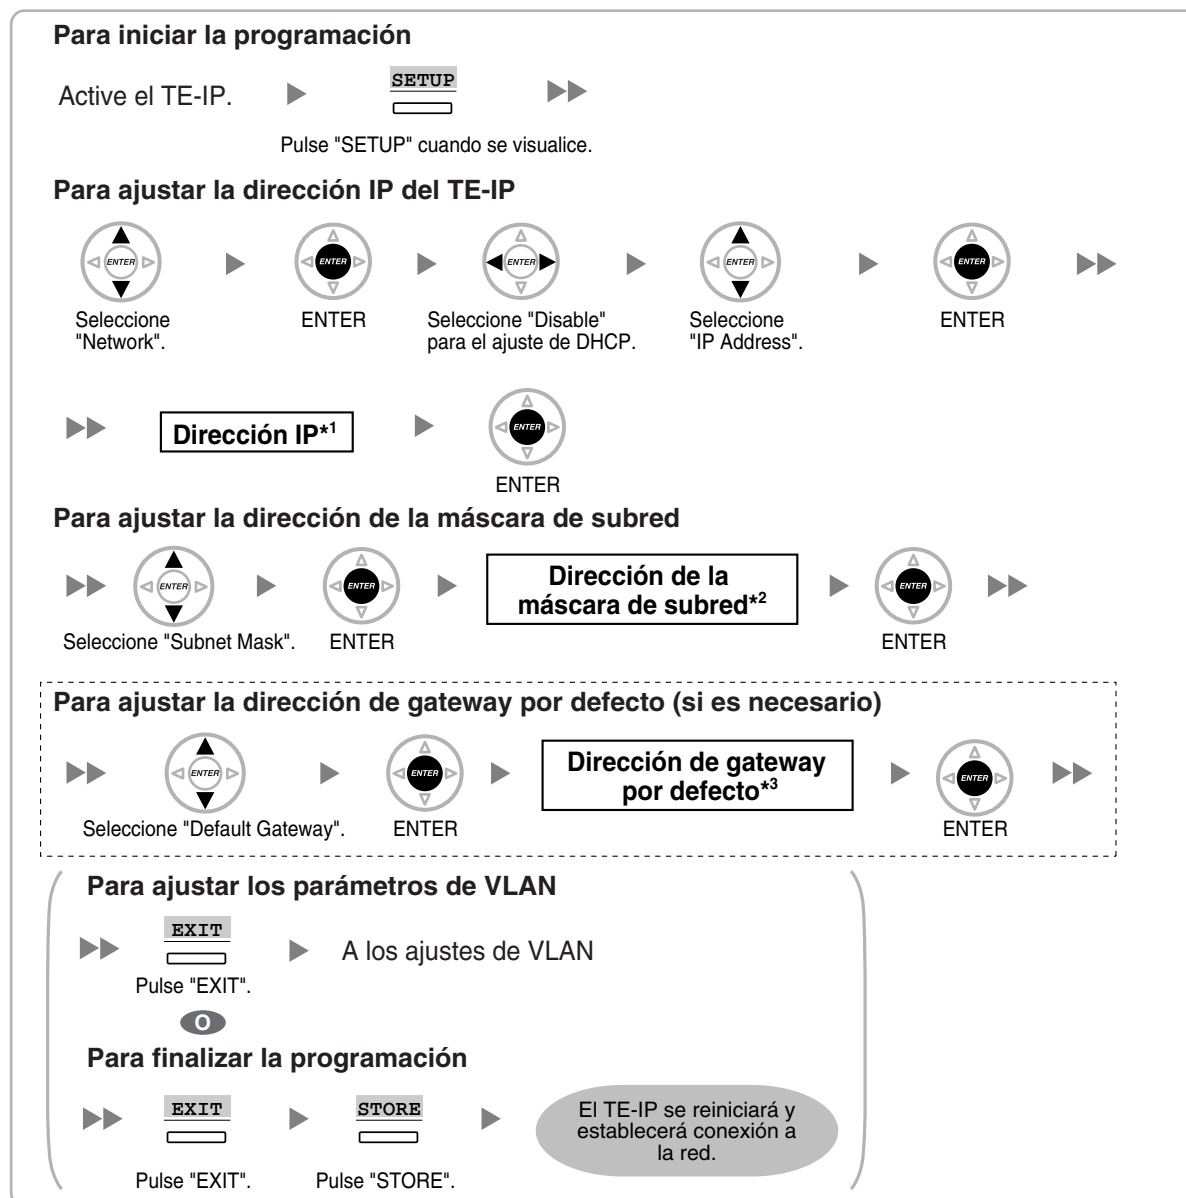 Para iniciar la programación
Active el TE-IP.
SETUP
Pulse "SETUP" cuando se visualice.
Para ajustar la dirección IP del TE-IP
ENTER ENTER ENTER ENTER ENTER
Seleccione
"Network".
ENTER
Seleccione "Disable"
para el ajuste de DHCP.
Seleccione
"IP Address".
ENTER
Dirección IP*1
ENTER
ENTER
Para ajustar la dirección de la máscara de subred
ENTER ENTER
Dirección de la
máscara de subred*2
ENTER
Seleccione "Subnet Mask".
ENTER
ENTER
Para ajustar la dirección de gateway por defecto (si es necesario)
ENTER ENTER
Dirección de gateway
por defecto*3
ENTER
Seleccione "Default Gateway".
ENTER
ENTER
Para ajustar los parámetros de VLAN
EXIT
A los ajustes de VLAN
Pulse "EXIT".
O
Para finalizar la programación
EXIT
STORE
El TE-IP se reiniciará y
establecerá conexión a
la red.
Pulse "EXIT".
Pulse "STORE".